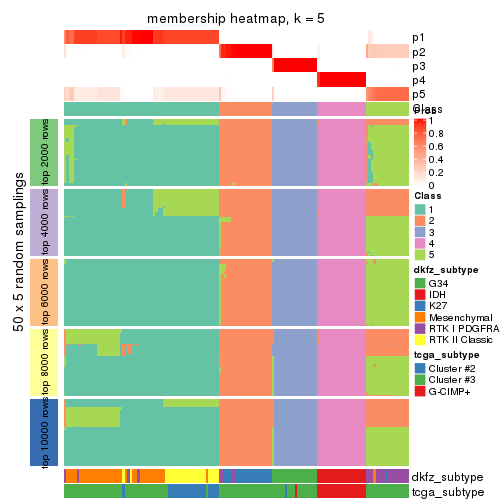 membership heatmap, k = 5
p1
p2
p3
p4
p5
Class
50 x 5 random samplings
top 2000 rows
top 4000 rows
top 6000 rows
top 8000 rows
top 10000 rows
1
0.8
0.6
0.4
0.2
0
Class
1
2
3
4
5
dkfz_subtype
G34
IDH
K27
Mesenchymal
RTK I PDGFRA
RTK II Classic
tcga_subtype
Cluster #2
Cluster #3
G-CIMP+
dkfz_subtype
tcga_subtype